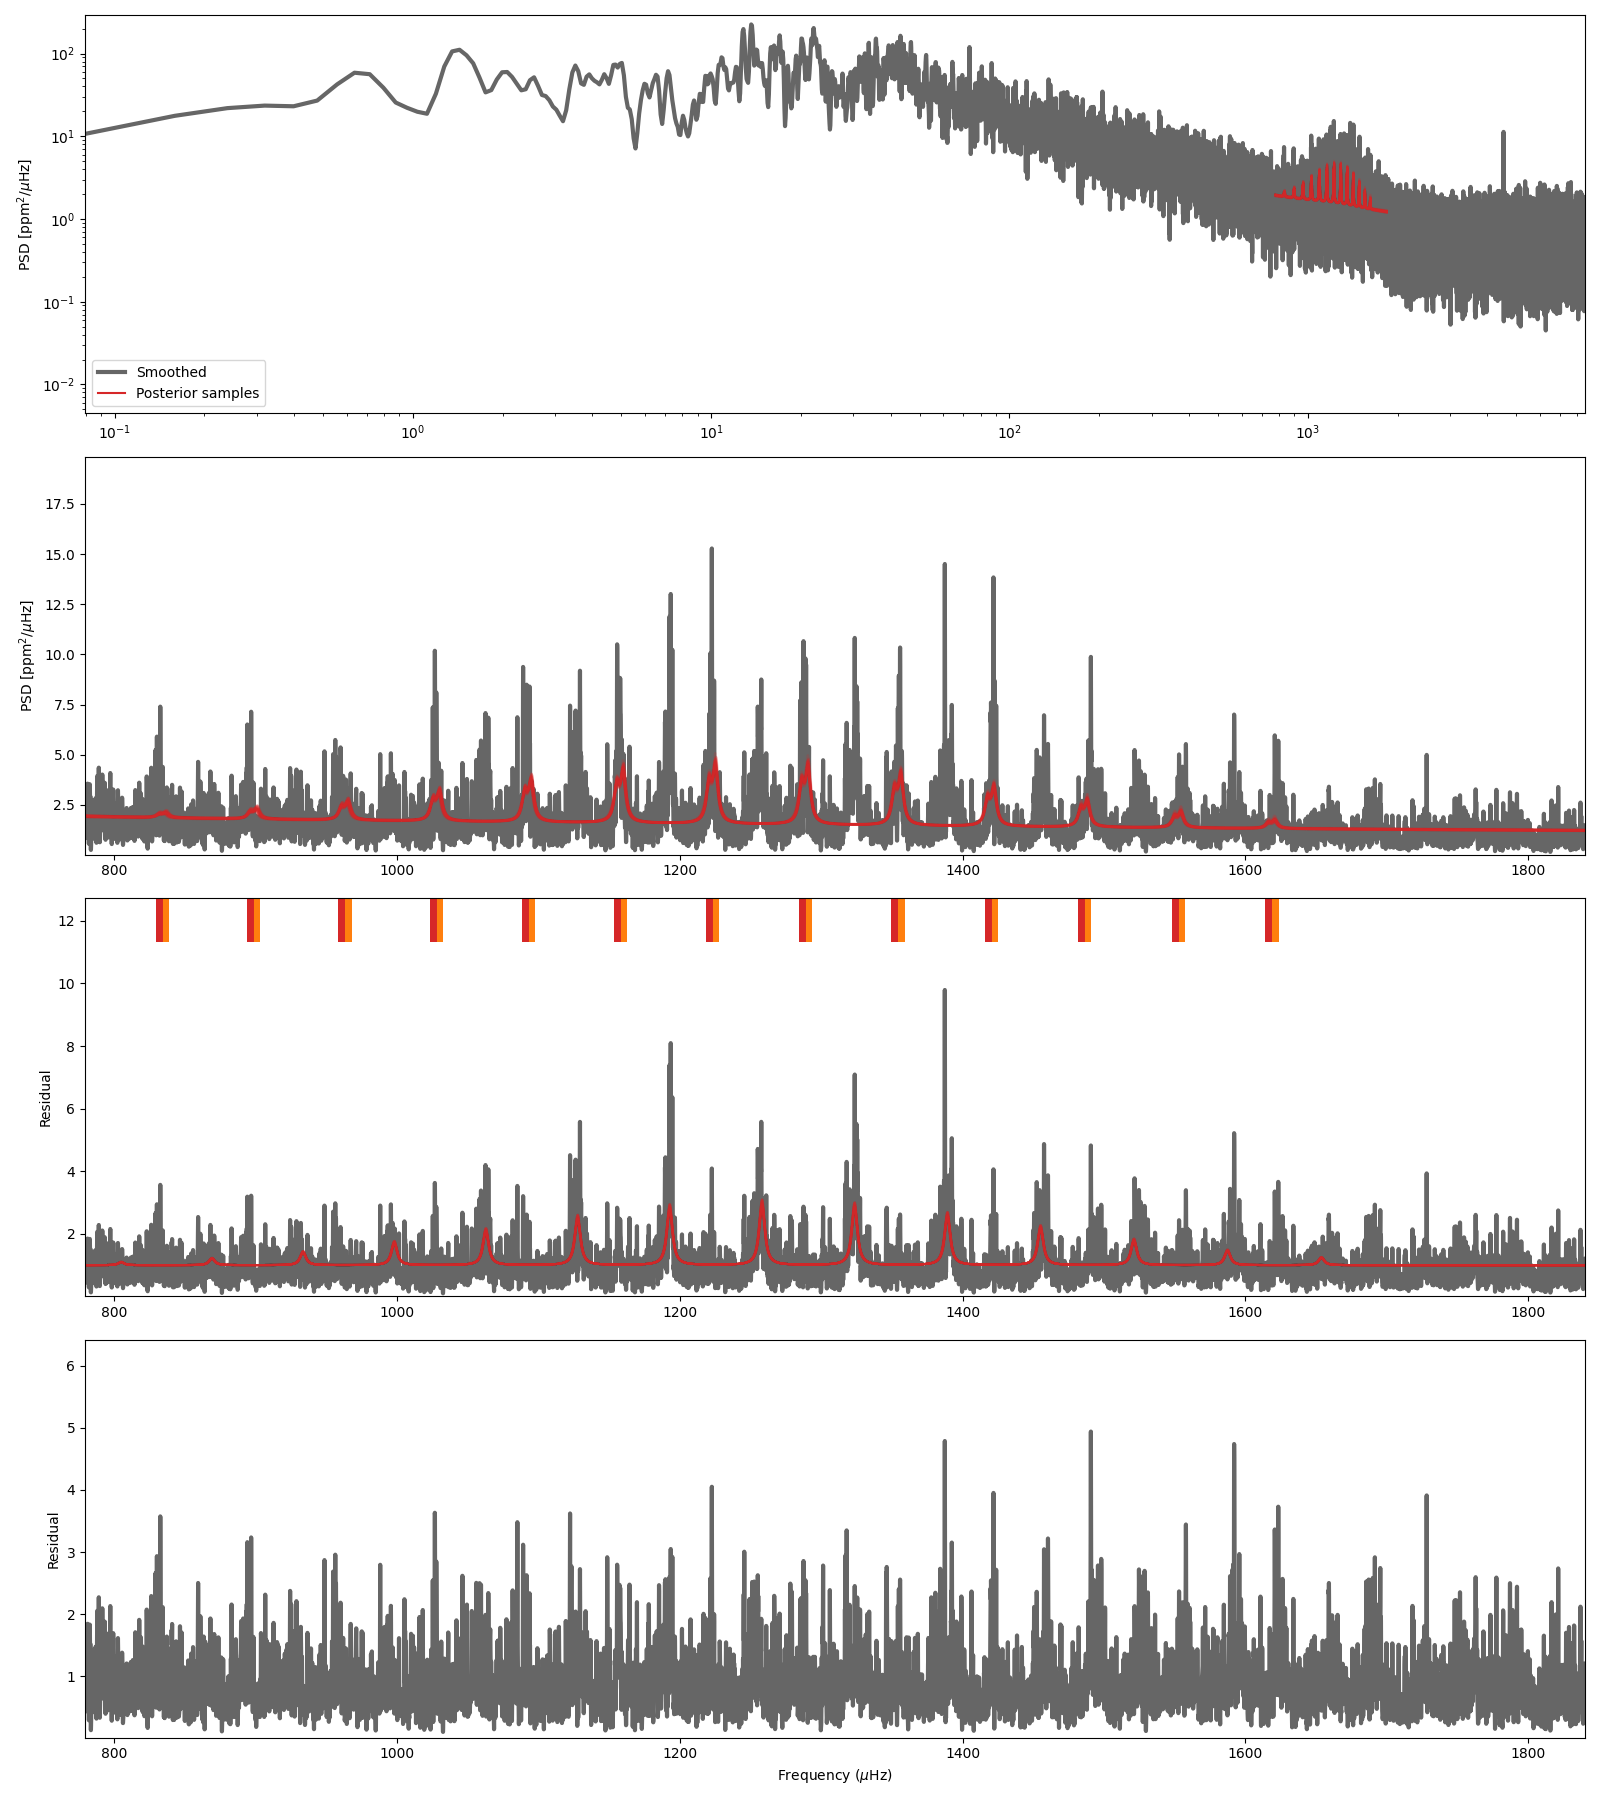 PSD [ppm²/μHz]
10²
10¹
10⁰
10⁻¹
10⁻²
Smoothed
Posterior samples
10⁻¹ 10⁰ 10¹ 10² 10³
PSD [ppm²/μHz]
17.5
15.0
12.5
10.0
7.5
5.0
2.5
800 1000 1200 1400 1600 1800
Residual
12
10
8
6
4
2
800 1000 1200 1400 1600 1800
Residual
6
5
4
3
2
1
800 1000 1200 1400 1600 1800
Frequency (μHz)